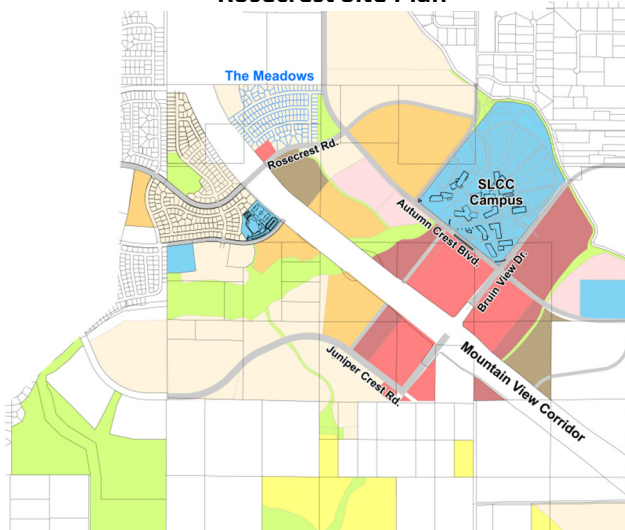 Rosecrest Site Plan
The Meadows
Rosecrest Rd.
SLCC
Campus
Autumn Crest Blvd.
Bruin View Dr.
Juniper Crest Rd.
Mountain View Corridor